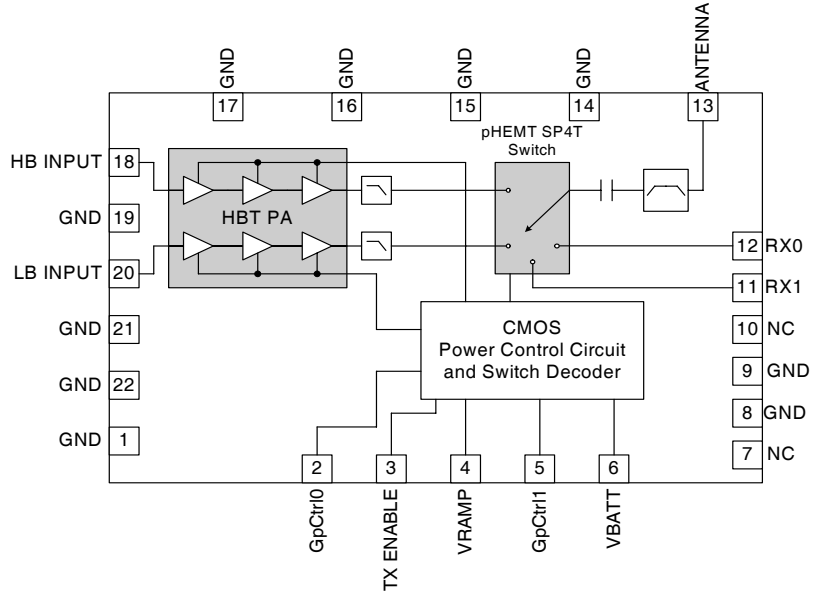 GND
GND
GND
GND
ANTENNA
17
16
15
14
13
pHEMT SP4T
Switch
HB INPUT
18
HBT PA
GND
19
LB INPUT
20
12
RX0
11
RX1
GND
21
CMOS
Power Control Circuit
and Switch Decoder
10
NC
GND
22
9
GND
8
GND
GND
1
7
NC
2
3
4
5
6
GpCtrl0
TX ENABLE
VRAMP
GpCtrl1
VBATT